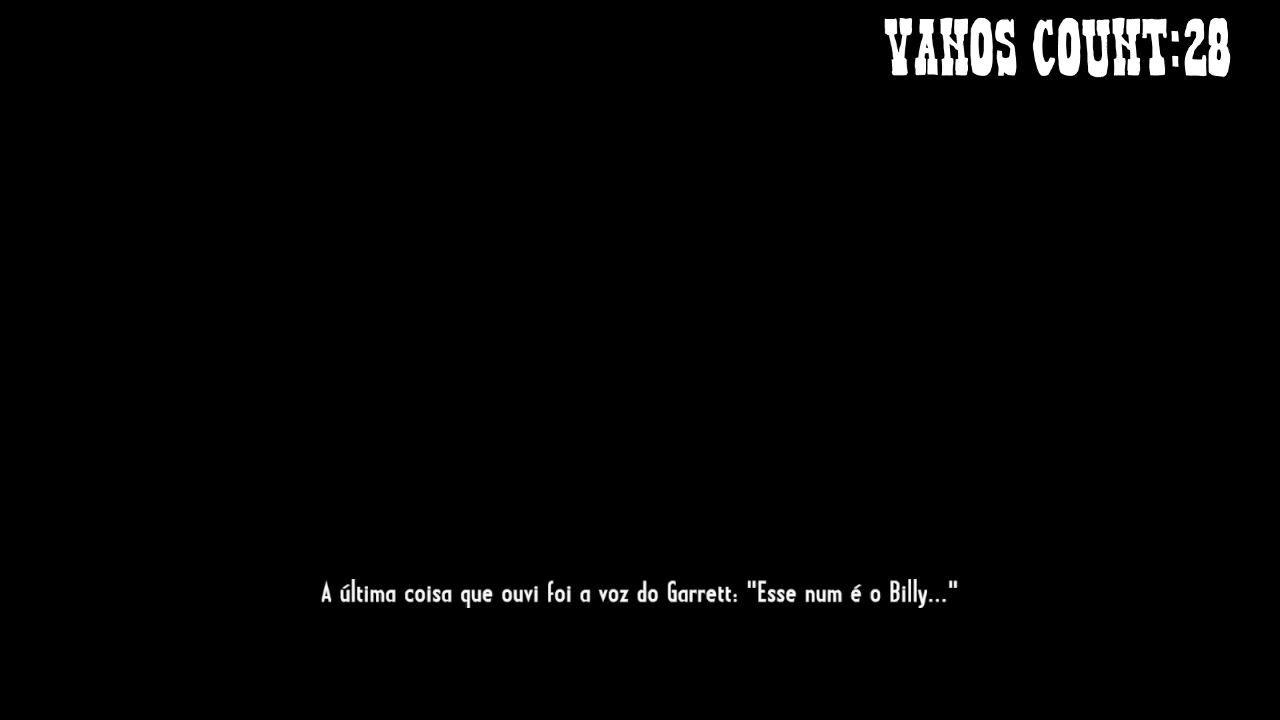 VANOS COUNT:28
A última coisa que ouvi foi a voz do Garrett: "Esse num é o Billy..."